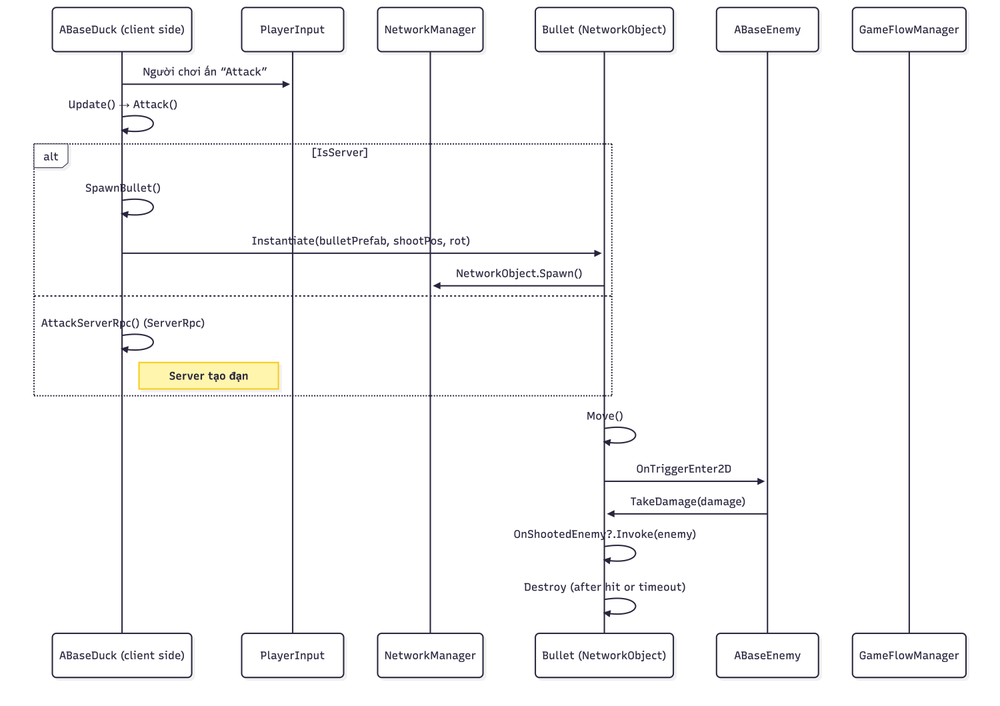 ABaseDuck (client side)
PlayerInput
NetworkManager
Bullet (NetworkObject)
ABaseEnemy
GameFlowManager
Người chơi ấn “Attack”
Update() → Attack()
alt
[IsServer]
SpawnBullet()
Instantiate(bulletPrefab, shootPos, rot)
NetworkObject.Spawn()
AttackServerRpc() (ServerRpc)
Server tạo đạn
Move()
OnTriggerEnter2D
TakeDamage(damage)
OnShootedEnemy?.Invoke(enemy)
Destroy (after hit or timeout)
ABaseDuck (client side)
PlayerInput
NetworkManager
Bullet (NetworkObject)
ABaseEnemy
GameFlowManager